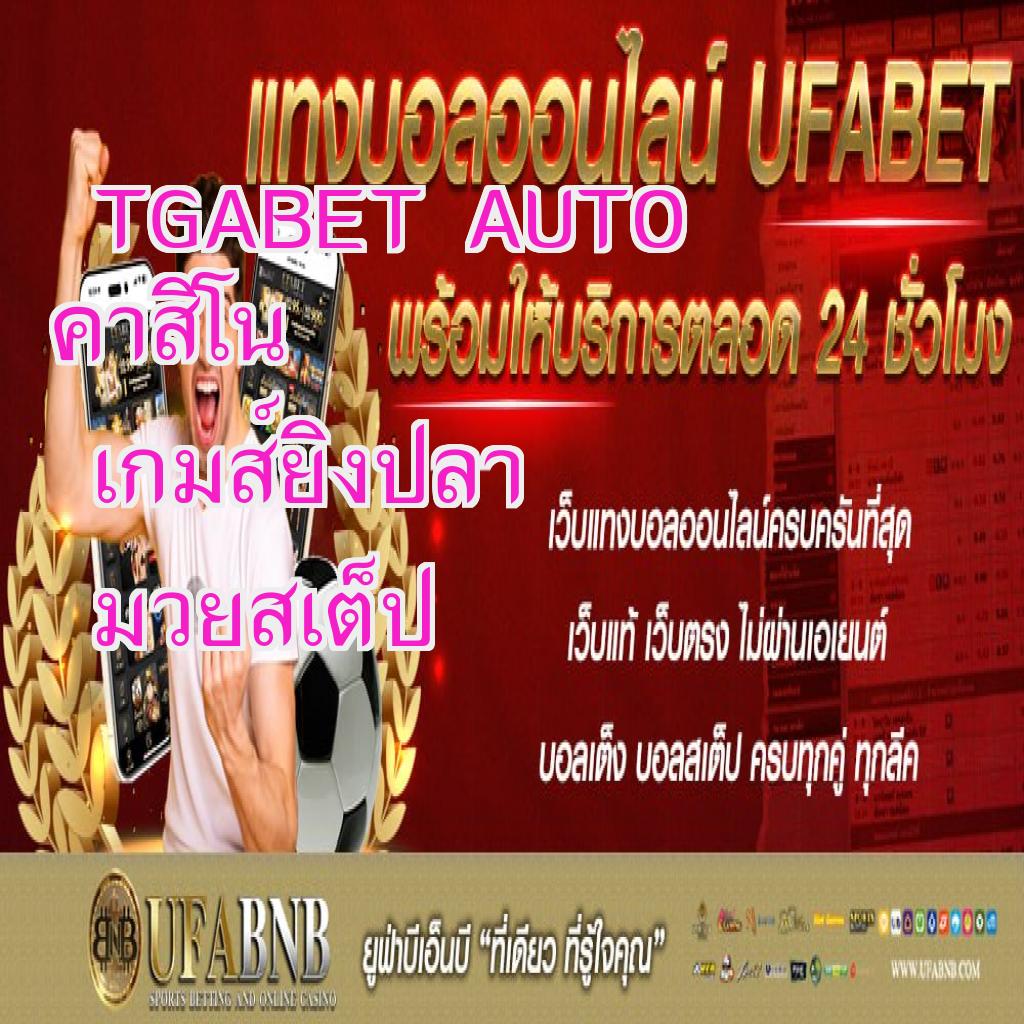 แทงบอลออนไลน์ UFABET
TGABET AUTO
คาสิโน
พร้อมให้บริการตลอด 24 ชั่วโมง
เกมส์ยิงปลา
เว็บแทงบอลออนไลน์ครบครันที่สุด
มวยสเต็ป
เว็บแท้ เว็บตรง ไม่ผ่านเอเยนต์
บอลเต็ง บอลสเต็ป ครบทุกคู่ ทุกลีค
UFABNB
SPORTS BETTING AND ONLINE CASINO
ยูฟ่าบีเอ็นบี “ที่เดียว ที่รู้ใจคุณ”
WWW.UFABNB.COM